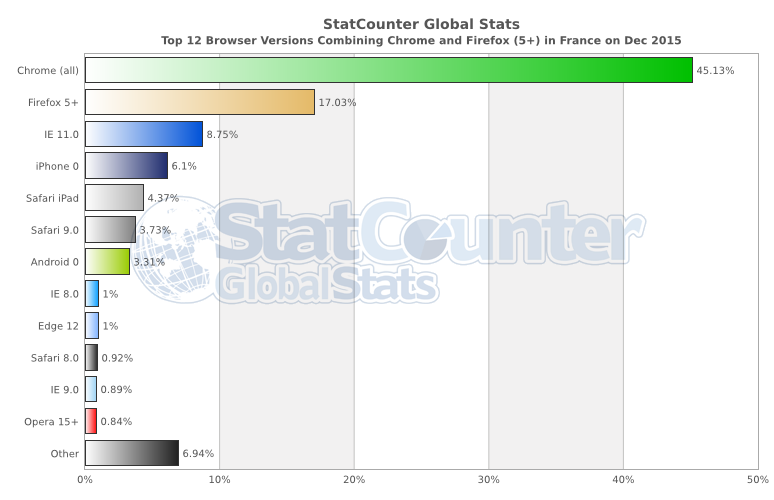 StatCounter Global Stats
Top 12 Browser Versions Combining Chrome and Firefox (5+) in France on Dec 2015
Chrome (all) 45.13%
Firefox 5+ 17.03%
IE 11.0 8.75%
iPhone 0 6.1%
Safari iPad 4.37%
Safari 9.0 3.73%
Android 0 3.31%
StatCounter
GlobalStats
IE 8.0 1%
Edge 12 1%
Safari 8.0 0.92%
IE 9.0 0.89%
Opera 15+ 0.84%
Other 6.94%
0% 10% 20% 30% 40% 50%